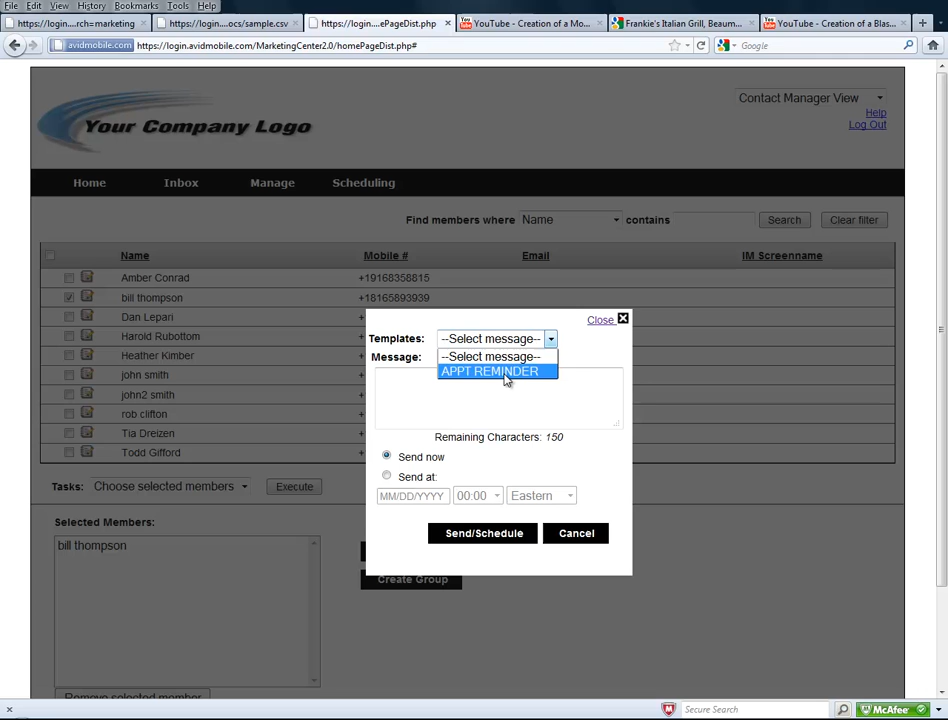 File Edit View History Bookmarks Tools Help
https://login....rch=marketing
https://login....ocs/sample.csv
https://login....ePageDist.php
YouTube - Creation of a Mo...
Frankie's Italian Grill, Beaum...
YouTube - Creation of a Blas...
avidmobile.com https://login.avidmobile.com/MarketingCenter2.0/homePageDist.php#
Google
Your Company Logo
Contact Manager View
Help
Log Out
Home Inbox Manage Scheduling
Find members where Name contains Search Clear filter
Name Mobile # Email IM Screenname
Amber Conrad +19168358815
bill thompson +18165893939
Dan Lepari +
Harold Rubottom +
Heather Kimber +
john smith +
john2 smith +
rob clifton +
Tia Dreizen +
Todd Gifford +
Close
Templates: --Select message--
--Select message--
APPT REMINDER
Message:
Remaining Characters: 150
Send now
Send at:
MM/DD/YYYY 00:00 Eastern
Send/Schedule Cancel
Tasks: Choose selected members Execute
Selected Members:
bill thompson
Create Group
Remove selected member
Secure Search
McAfee